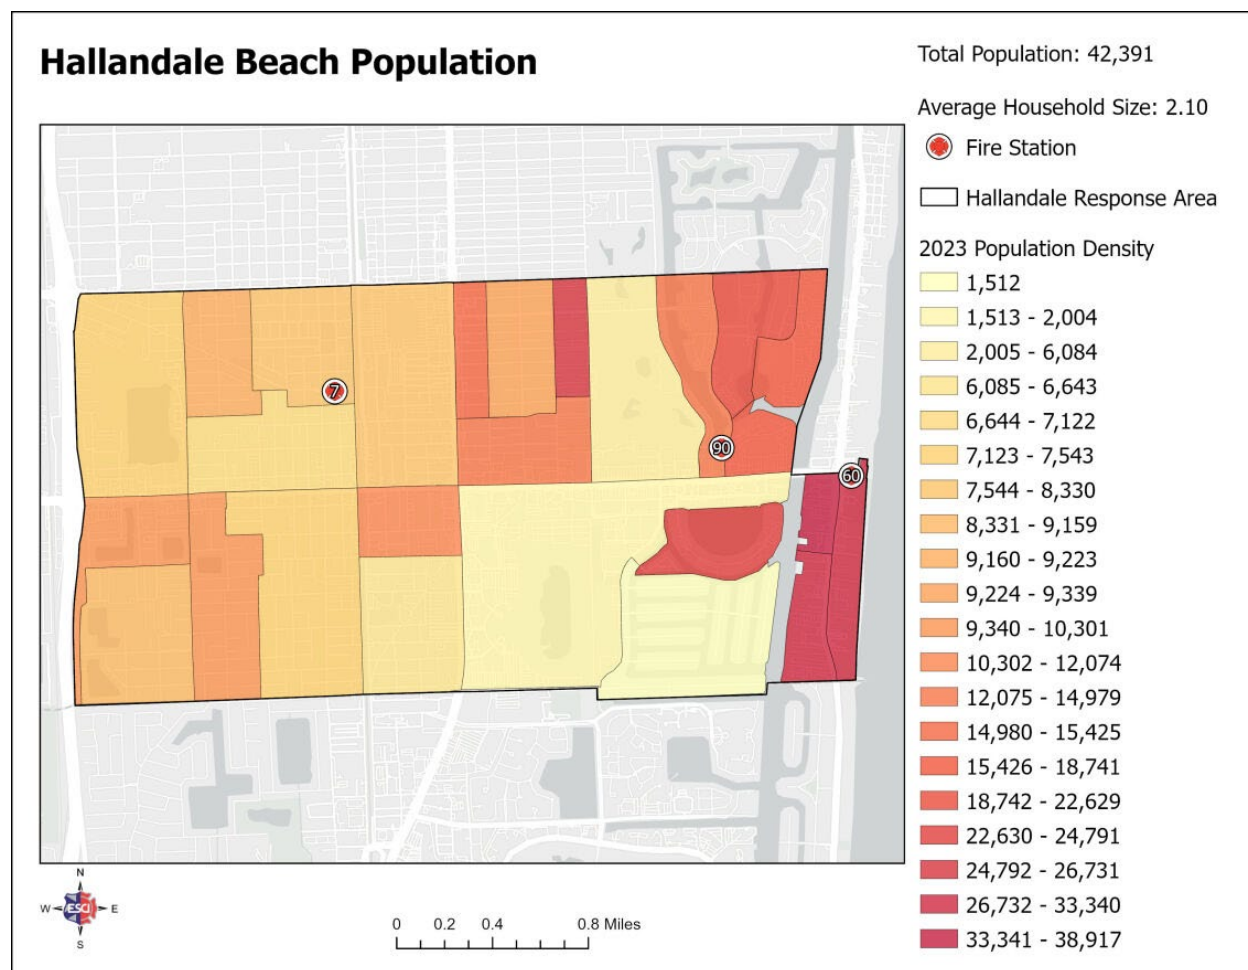 Hallandale Beach Population
Total Population: 42,391
Average Household Size: 2.10
Fire Station
Hallandale Response Area
2023 Population Density
1,512
1,513 - 2,004
2,005 - 6,084
6,085 - 6,643
6,644 - 7,122
7,123 - 7,543
7,544 - 8,330
8,331 - 9,159
9,160 - 9,223
9,224 - 9,339
9,340 - 10,301
10,302 - 12,074
12,075 - 14,979
14,980 - 15,425
15,426 - 18,741
18,742 - 22,629
22,630 - 24,791
24,792 - 26,731
26,732 - 33,340
33,341 - 38,917
7
90
60
N
W ESCI E
S
0 0.2 0.4 0.8 Miles